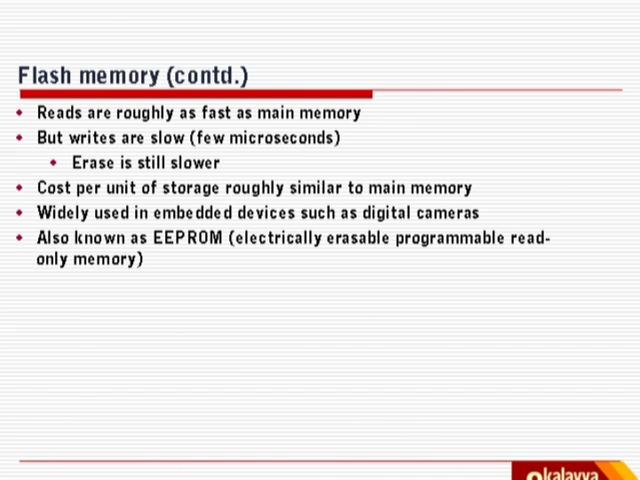 Flash memory (contd.)
Reads are roughly as fast as main memory
But writes are slow (few microseconds)
Erase is still slower
Cost per unit of storage roughly similar to main memory
Widely used in embedded devices such as digital cameras
Also known as EEPROM (electrically erasable programmable read-
only memory)